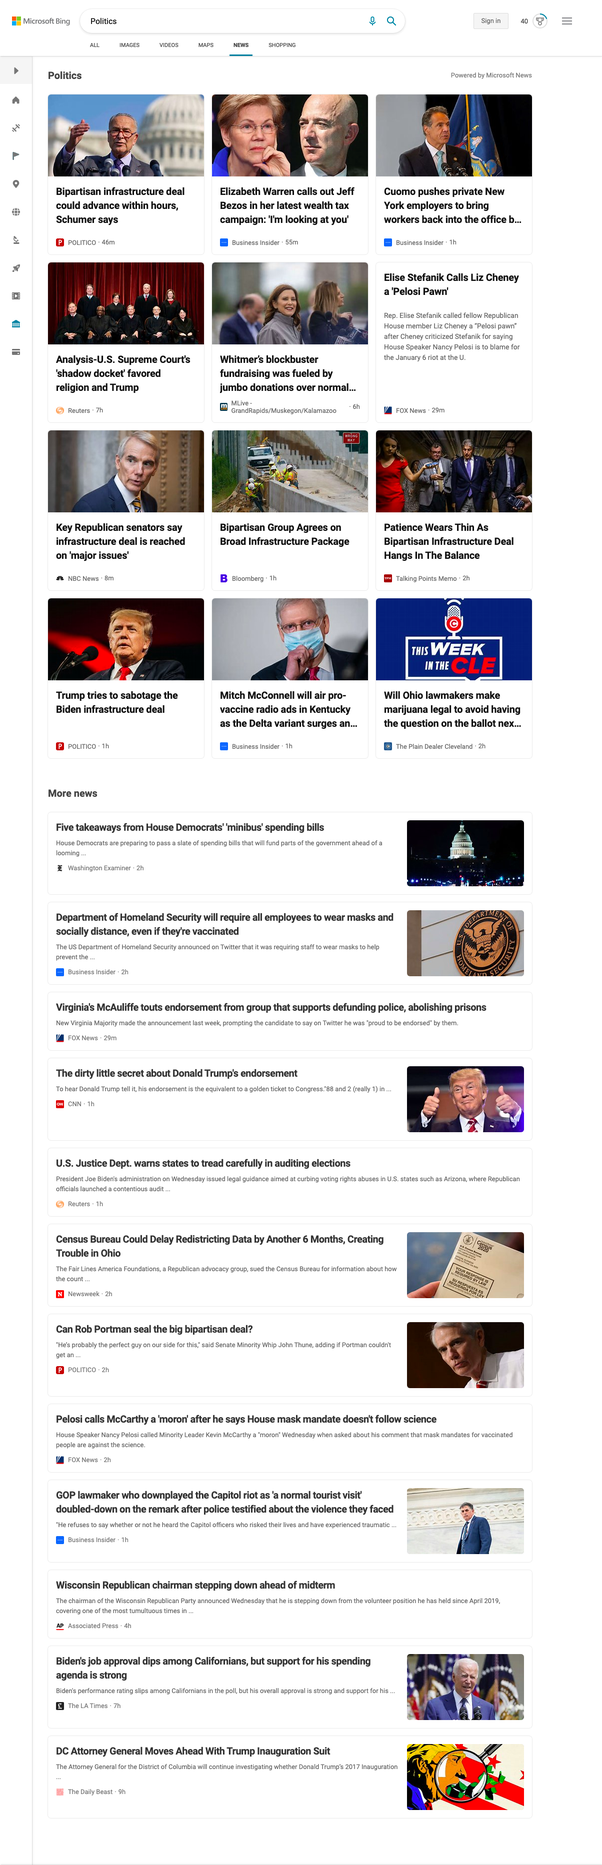 Microsoft Bing
Politics
Sign in
40
ALL
IMAGES
VIDEOS
MAPS
NEWS
SHOPPING
Politics
Powered by Microsoft News
Bipartisan infrastructure deal
could advance within hours,
Schumer says
POLITICO · 46m
Elizabeth Warren calls out Jeff
Bezos in her latest wealth tax
campaign: 'I'm looking at you'
Business Insider · 55m
Cuomo pushes private New
York employers to bring
workers back into the office b...
Business Insider · 1h
Analysis-U.S. Supreme Court's
'shadow docket' favored
religion and Trump
Reuters · 7h
Whitmer's blockbuster
fundraising was fueled by
jumbo donations over normal...
MLive -
GrandRapids/Muskegon/Kalamazoo · 6h
Elise Stefanik Calls Liz Cheney
a 'Pelosi Pawn'
Rep. Elise Stefanik called fellow Republican
House member Liz Cheney a "Pelosi pawn"
after Cheney criticized Stefanik for saying
House Speaker Nancy Pelosi is to blame for
the January 6 riot at the U.
FOX News · 29m
Key Republican senators say
infrastructure deal is reached
on 'major issues'
NBC News · 8m
Bipartisan Group Agrees on
Broad Infrastructure Package
Bloomberg · 1h
Patience Wears Thin As
Bipartisan Infrastructure Deal
Hangs In The Balance
Talking Points Memo · 2h
Trump tries to sabotage the
Biden infrastructure deal
POLITICO · 1h
Mitch McConnell will air pro-
vaccine radio ads in Kentucky
as the Delta variant surges an...
Business Insider · 1h
THIS WEEK
IN THE CLE
Will Ohio lawmakers make
marijuana legal to avoid having
the question on the ballot nex...
The Plain Dealer Cleveland · 2h
More news
Five takeaways from House Democrats' 'minibus' spending bills
House Democrats are preparing to pass a slate of spending bills that will fund parts of the government ahead of a
looming ...
Washington Examiner · 2h
Department of Homeland Security will require all employees to wear masks and
socially distance, even if they're vaccinated
The US Department of Homeland Security announced on Twitter that it was requiring staff to wear masks to help
prevent the ...
Business Insider · 2h
Virginia's McAuliffe touts endorsement from group that supports defunding police, abolishing prisons
New Virginia Majority made the announcement last week, prompting the candidate to say on Twitter he was "proud to be endorsed" by them.
FOX News · 29m
The dirty little secret about Donald Trump's endorsement
To hear Donald Trump tell it, his endorsement is the equivalent to a golden ticket to Congress."88 and 2 (really 1) in ...
CNN · 1h
U.S. Justice Dept. warns states to tread carefully in auditing elections
President Joe Biden's administration on Wednesday issued legal guidance aimed at curbing voting rights abuses in U.S. states such as Arizona, where Republican
officials launched a contentious audit ...
Reuters · 1h
Census Bureau Could Delay Redistricting Data by Another 6 Months, Creating
Trouble in Ohio
The Fair Lines America Foundations, a Republican advocacy group, sued the Census Bureau for information about how
the count ...
Newsweek · 2h
Can Rob Portman seal the big bipartisan deal?
"He's probably the perfect guy on our side for this," said Senate Minority Whip John Thune, adding if Portman couldn't
get an ...
POLITICO · 2h
Pelosi calls McCarthy a 'moron' after he says House mask mandate doesn't follow science
House Speaker Nancy Pelosi called Minority Leader Kevin McCarthy a "moron" Wednesday when asked about his comment that mask mandates for vaccinated
people are against the science.
FOX News · 2h
GOP lawmaker who downplayed the Capitol riot as 'a normal tourist visit'
doubled-down on the remark after police testified about the violence they faced
"He refuses to say whether or not he heard the Capitol officers who risked their lives and have experienced traumatic ...
Business Insider · 1h
Wisconsin Republican chairman stepping down ahead of midterm
The chairman of the Wisconsin Republican Party announced Wednesday that he is stepping down from the volunteer position he has held since April 2019,
covering one of the most tumultuous times in ...
Associated Press · 4h
Biden's job approval dips among Californians, but support for his spending
agenda is strong
Biden's performance rating slips among Californians in the poll, but his overall approval is strong and support for his ...
The LA Times · 7h
DC Attorney General Moves Ahead With Trump Inauguration Suit
The Attorney General for the District of Columbia will continue investigating whether Donald Trump's 2017 Inauguration
...
The Daily Beast · 9h